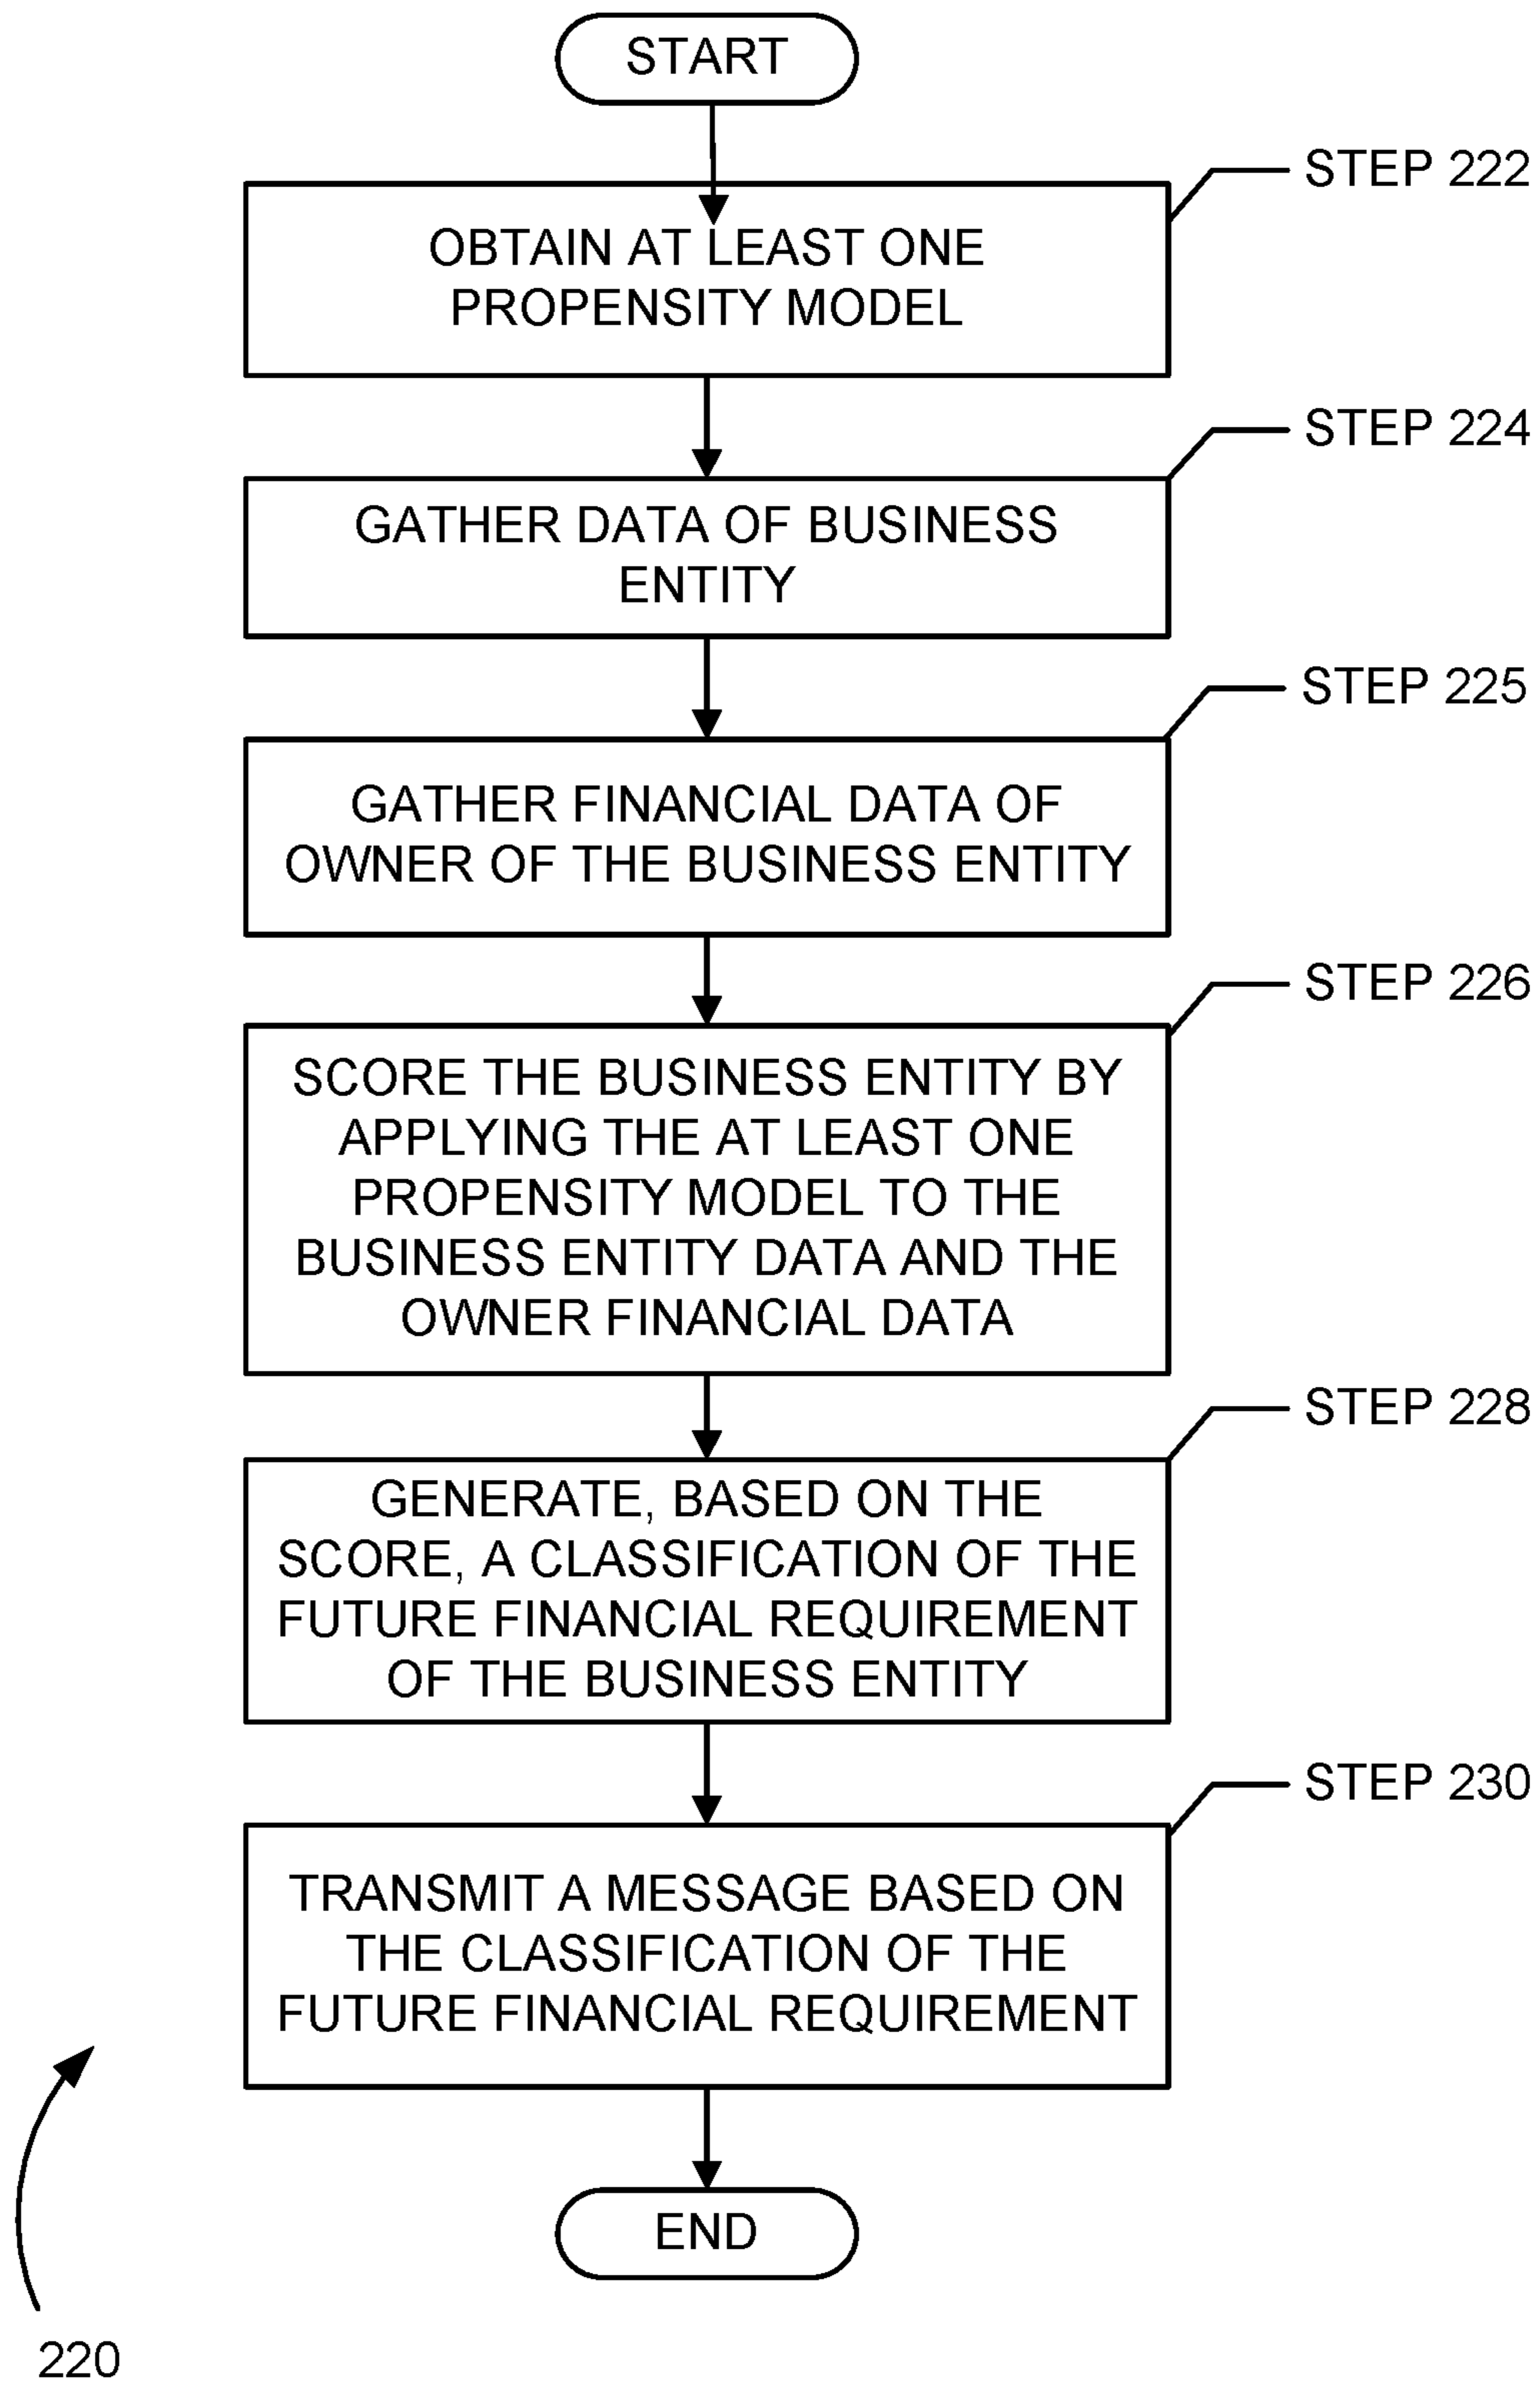 START
STEP 222
OBTAIN AT LEAST ONE
PROPENSITY MODEL
STEP 224
GATHER DATA OF BUSINESS
ENTITY
STEP 225
GATHER FINANCIAL DATA OF
OWNER OF THE BUSINESS ENTITY
STEP 226
SCORE THE BUSINESS ENTITY BY
APPLYING THE AT LEAST ONE
PROPENSITY MODEL TO THE
BUSINESS ENTITY DATA AND THE
OWNER FINANCIAL DATA
STEP 228
GENERATE, BASED ON THE
SCORE, A CLASSIFICATION OF THE
FUTURE FINANCIAL REQUIREMENT
OF THE BUSINESS ENTITY
STEP 230
TRANSMIT A MESSAGE BASED ON
THE CLASSIFICATION OF THE
FUTURE FINANCIAL REQUIREMENT
END
220